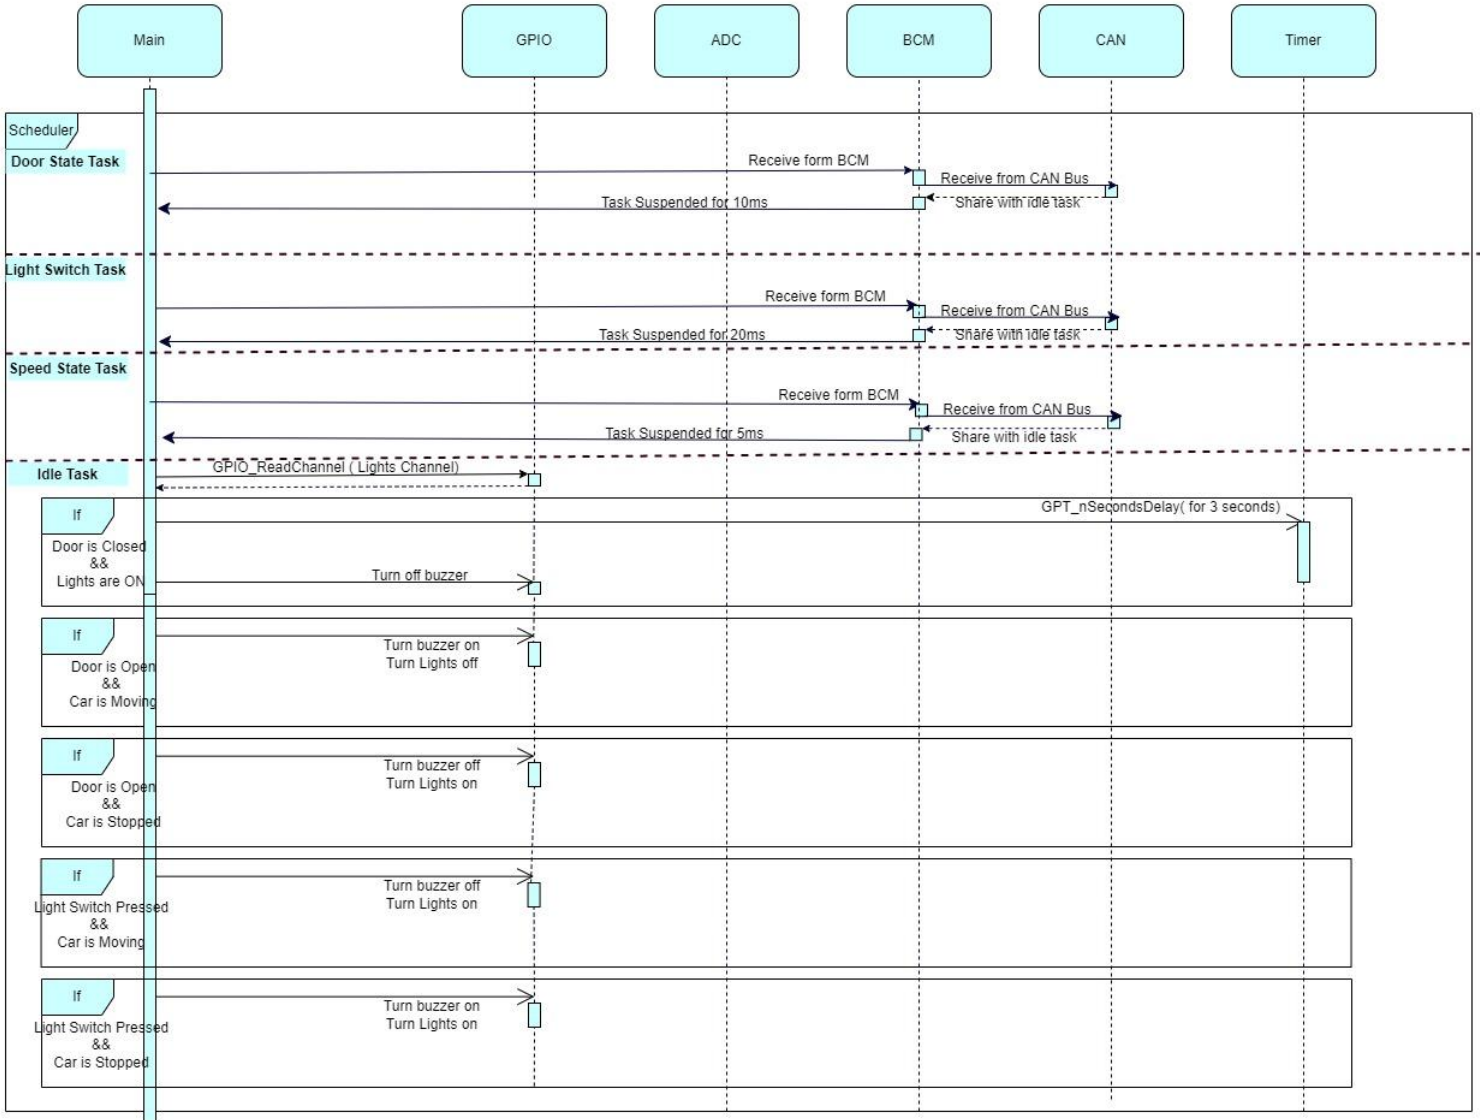 Main
GPIO
ADC
BCM
CAN
Timer
Scheduler
Door State Task
Receive form BCM
Receive from CAN Bus
Share with idle task
Task Suspended for 10ms
Light Switch Task
Receive form BCM
Receive from CAN Bus
Share with idle task
Task Suspended for 20ms
Speed State Task
Receive form BCM
Receive from CAN Bus
Share with idle task
Task Suspended for 5ms
Idle Task
GPIO_ReadChannel ( Lights Channel)
If
GPT_nSecondsDelay( for 3 seconds)
Door is Closed
&&
Lights are ON
Turn off buzzer
If
Turn buzzer on
Turn Lights off
Door is Open
&&
Car is Moving
If
Turn buzzer off
Turn Lights on
Door is Open
&&
Car is Stopped
If
Turn buzzer off
Turn Lights on
Light Switch Pressed
&&
Car is Moving
If
Turn buzzer on
Turn Lights on
Light Switch Pressed
&&
Car is Stopped